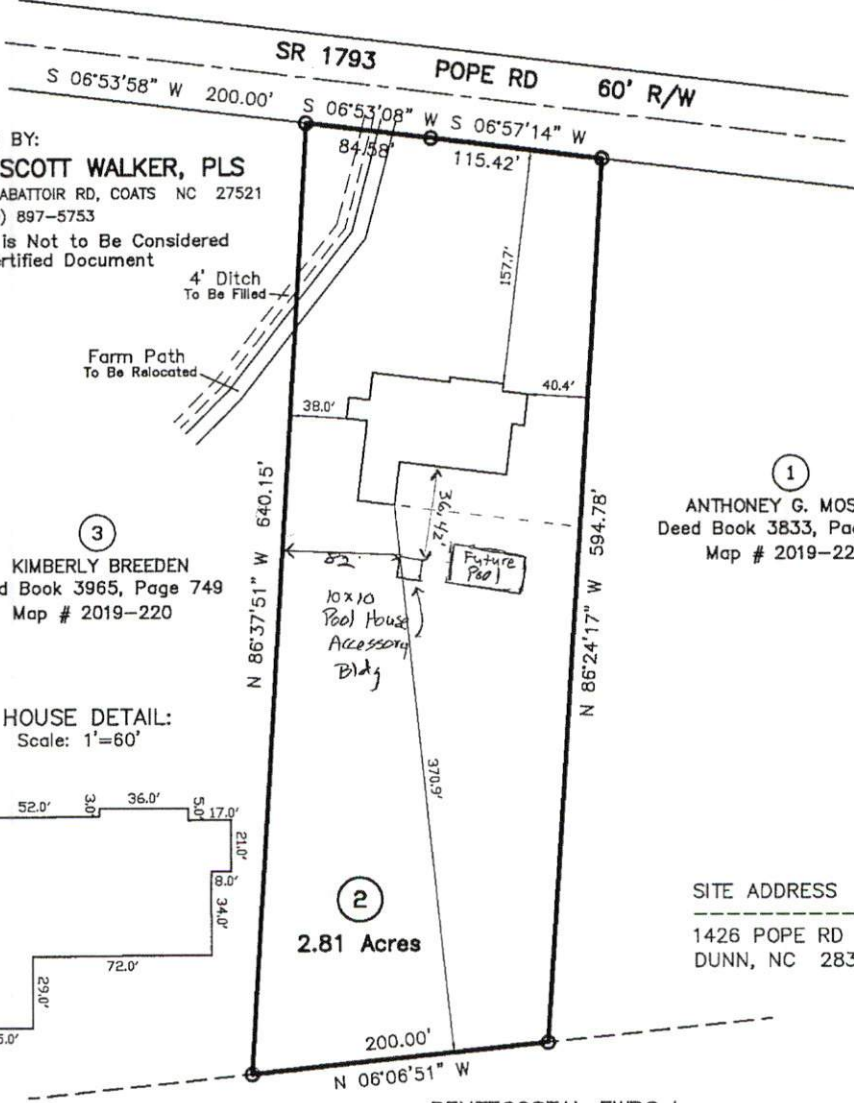 SR 1793 POPE RD 60' R/W
S 06°53'58" W 200.00'
S 06°53'08" W
84.58'
S 06°57'14" W
115.42'
BY:
SCOTT WALKER, PLS
ABATTOIR RD, COATS NC 27521
) 897-5753
is Not to Be Considered
ertified Document
4' Ditch
To Be Filled
Farm Path
To Be Relocated
157.7'
38.0'
40.4'
36.42'
82'
Future
Pool
10x10
Pool House
Accessory
Bldg
N 86°37'51" W 640.15'
N 86°24'17" W 594.78'
370.9'
3
KIMBERLY BREEDEN
d Book 3965, Page 749
Map # 2019-220
1
ANTHONEY G. MOS
Deed Book 3833, Pa
Map # 2019-22
HOUSE DETAIL:
Scale: 1'=60'
52.0'
3.0'
36.0'
5.0'
17.0'
21.0'
8.0'
34.0'
72.0'
29.0'
5.0'
2
2.81 Acres
SITE ADDRESS
1426 POPE RD
DUNN, NC 283
200.00'
N 06°06'51" W